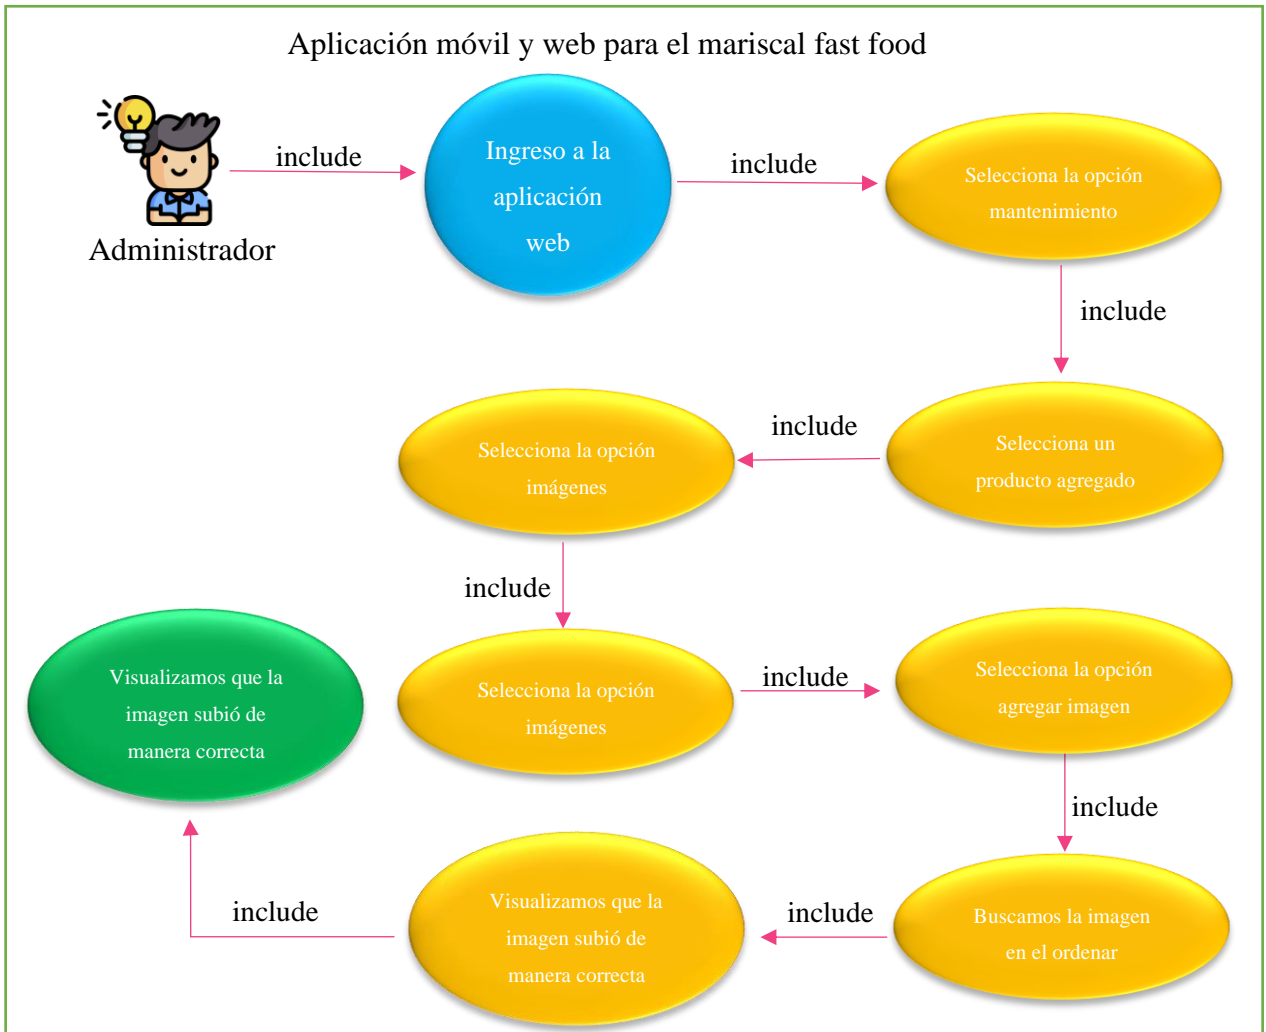 Aplicación móvil y web para el mariscal fast food
Administrador
include
Ingreso a la
aplicación
web
include
Selecciona la opción
mantenimiento
include
Selecciona un
producto agregado
include
Selecciona la opción
imágenes
include
Selecciona la opción
imágenes
include
Selecciona la opción
agregar imagen
include
Buscamos la imagen
en el ordenar
include
Visualizamos que la
imagen subió de
manera correcta
include
Visualizamos que la
imagen subió de
manera correcta